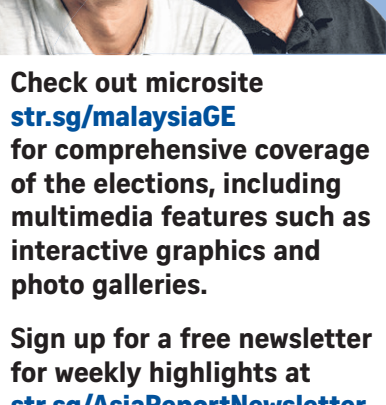 Check out microsite
str.sg/malaysiaGE
for comprehensive coverage
of the elections, including
multimedia features such as
interactive graphics and
photo galleries.
Sign up for a free newsletter
for weekly highlights at
str.sg/AsiaReportNewsletter